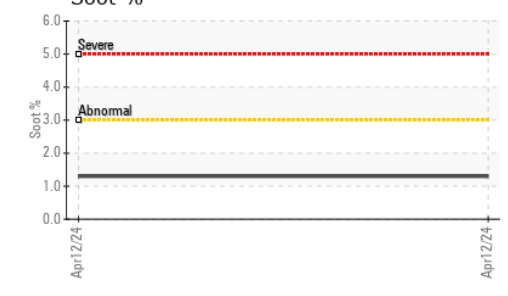 Soot %
6.0
Severe
5.0
4.0
Abnormal
3.0
Soot %
2.0
1.0
0.0
Apr12/24
Apr12/24